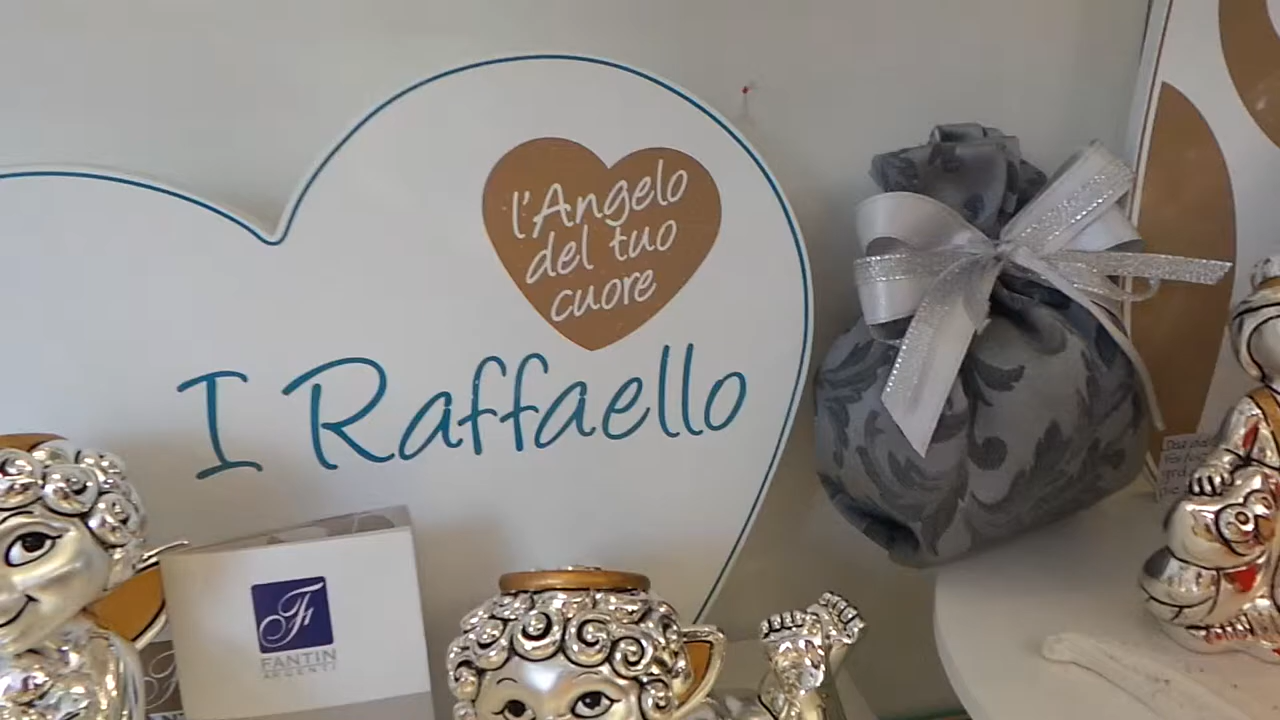 l'Angelo
del tuo
cuore
I Raffaello
F
FANTIN
ARGENTI